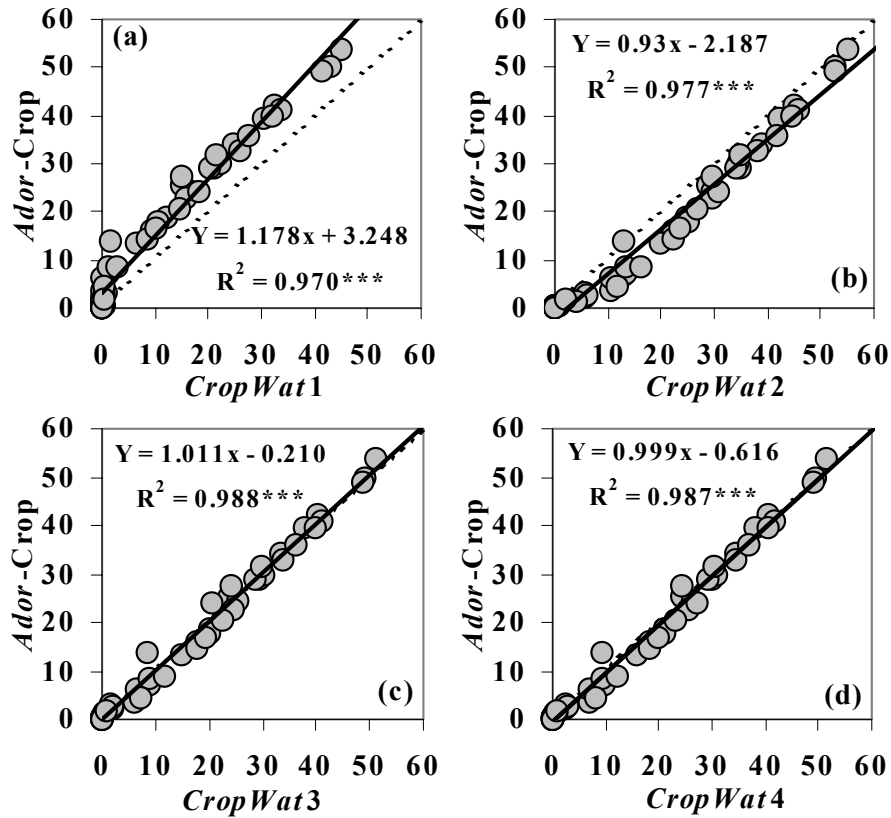 60
50
40
30
20
10
0
Ador-Crop
(a)
Y = 1.178x + 3.248
R² = 0.970***
0 10 20 30 40 50 60
CropWat1
60
50
40
30
20
10
0
Y = 0.93x - 2.187
R² = 0.977***
(b)
0 10 20 30 40 50 60
CropWat2
60
50
40
30
20
10
0
Ador-Crop
Y = 1.011x - 0.210
R² = 0.988***
(c)
0 10 20 30 40 50 60
CropWat3
60
50
40
30
20
10
0
Ador-Crop
Y = 0.999x - 0.616
R² = 0.987***
(d)
0 10 20 30 40 50 60
CropWat4